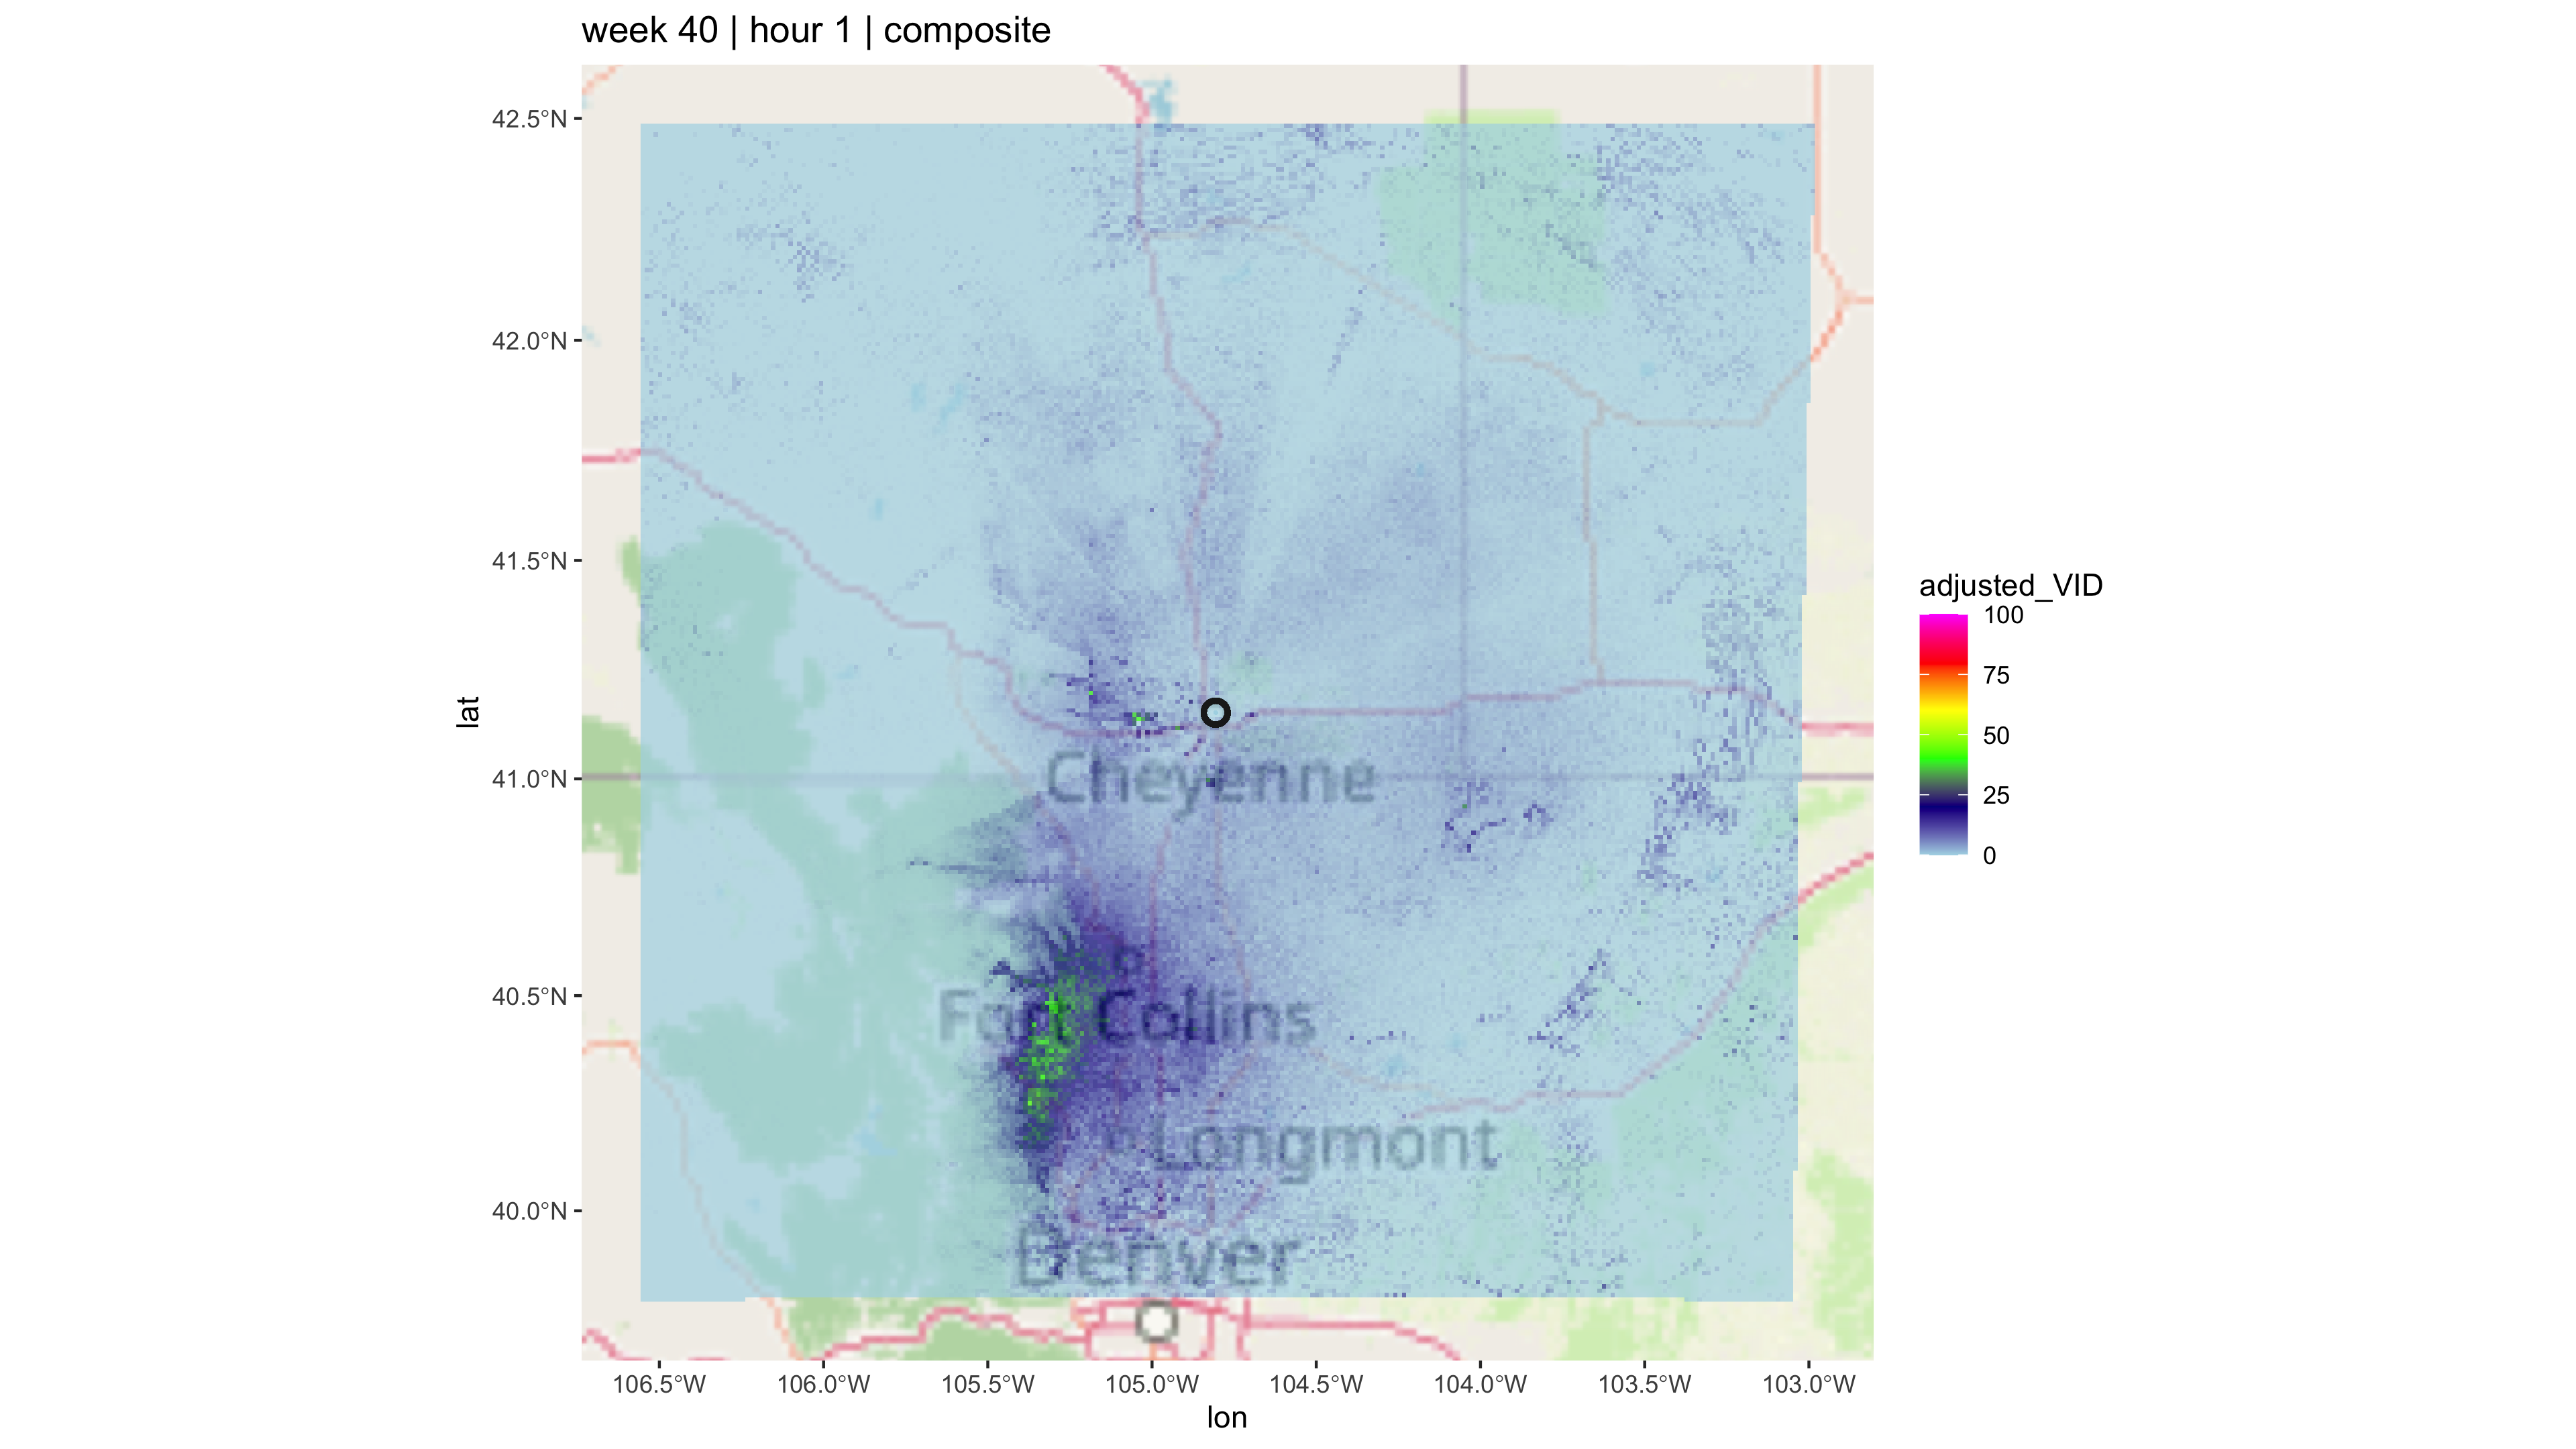 week 40 | hour 1 | composite
42.5°N
42.0°N
41.5°N
41.0°N
40.5°N
40.0°N
lat
Cheyenne
Fort Collins
Longmont
Denver
106.5°W 106.0°W 105.5°W 105.0°W 104.5°W 104.0°W 103.5°W 103.0°W
lon
adjusted_VID
100
75
50
25
0